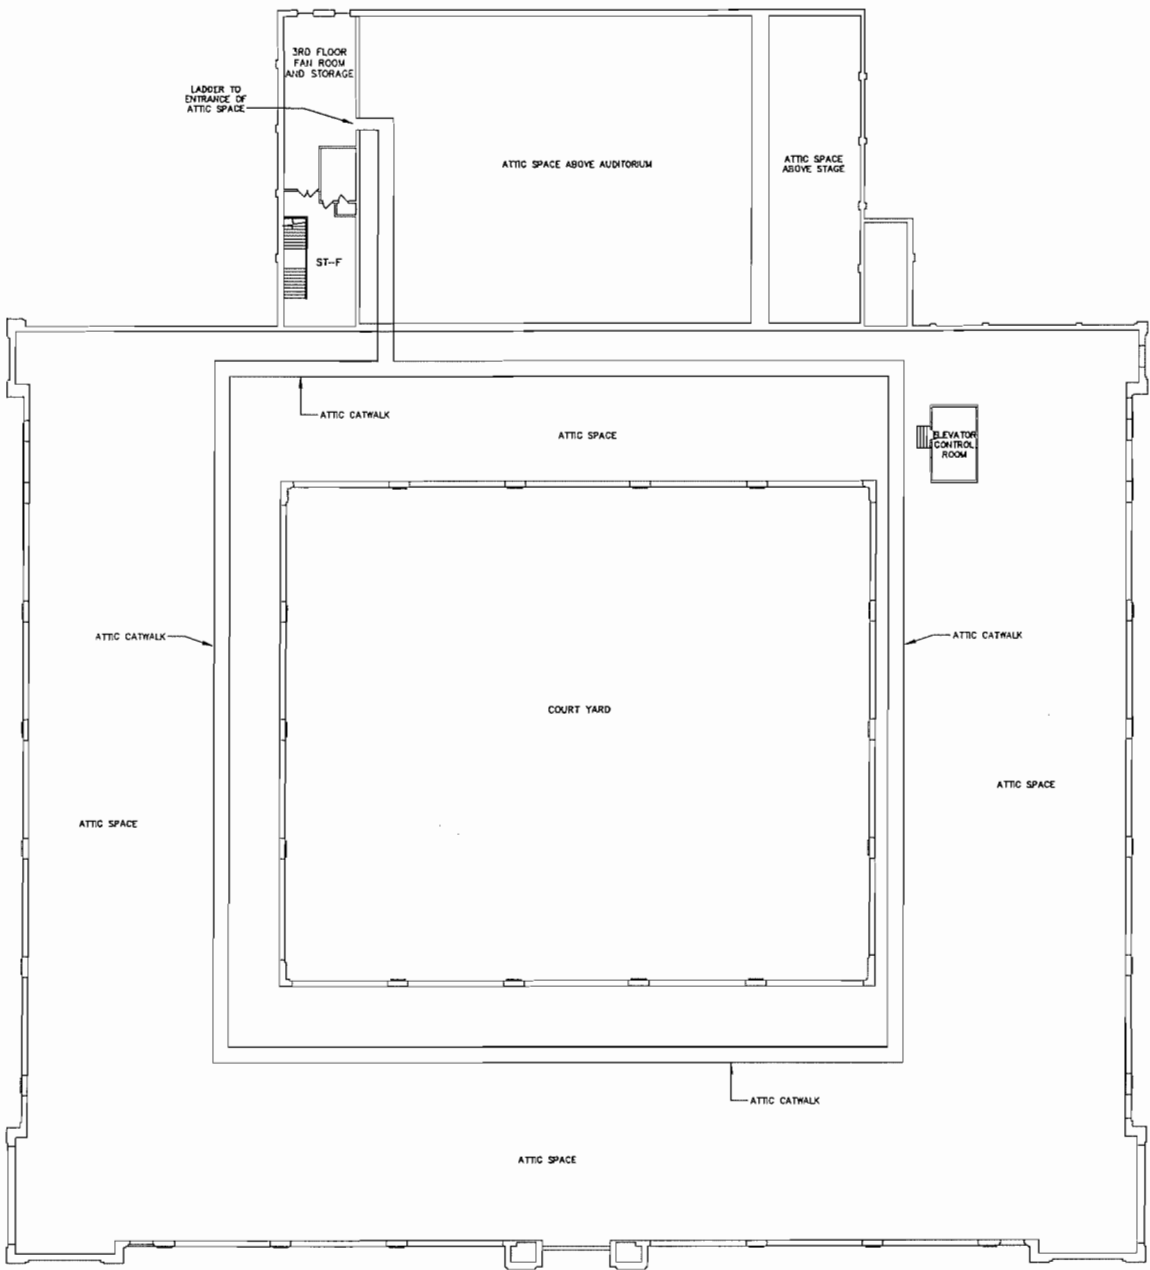 3RD FLOOR
FAN ROOM
AND STORAGE
LADDER TO
ENTRANCE OF
ATTIC SPACE
ATTIC SPACE ABOVE AUDITORIUM
ATTIC SPACE
ABOVE STAGE
ST-F
ATTIC CATWALK
ATTIC SPACE
ELEVATOR
CONTROL
ROOM
ATTIC CATWALK
ATTIC CATWALK
COURT YARD
ATTIC SPACE
ATTIC SPACE
ATTIC CATWALK
ATTIC SPACE